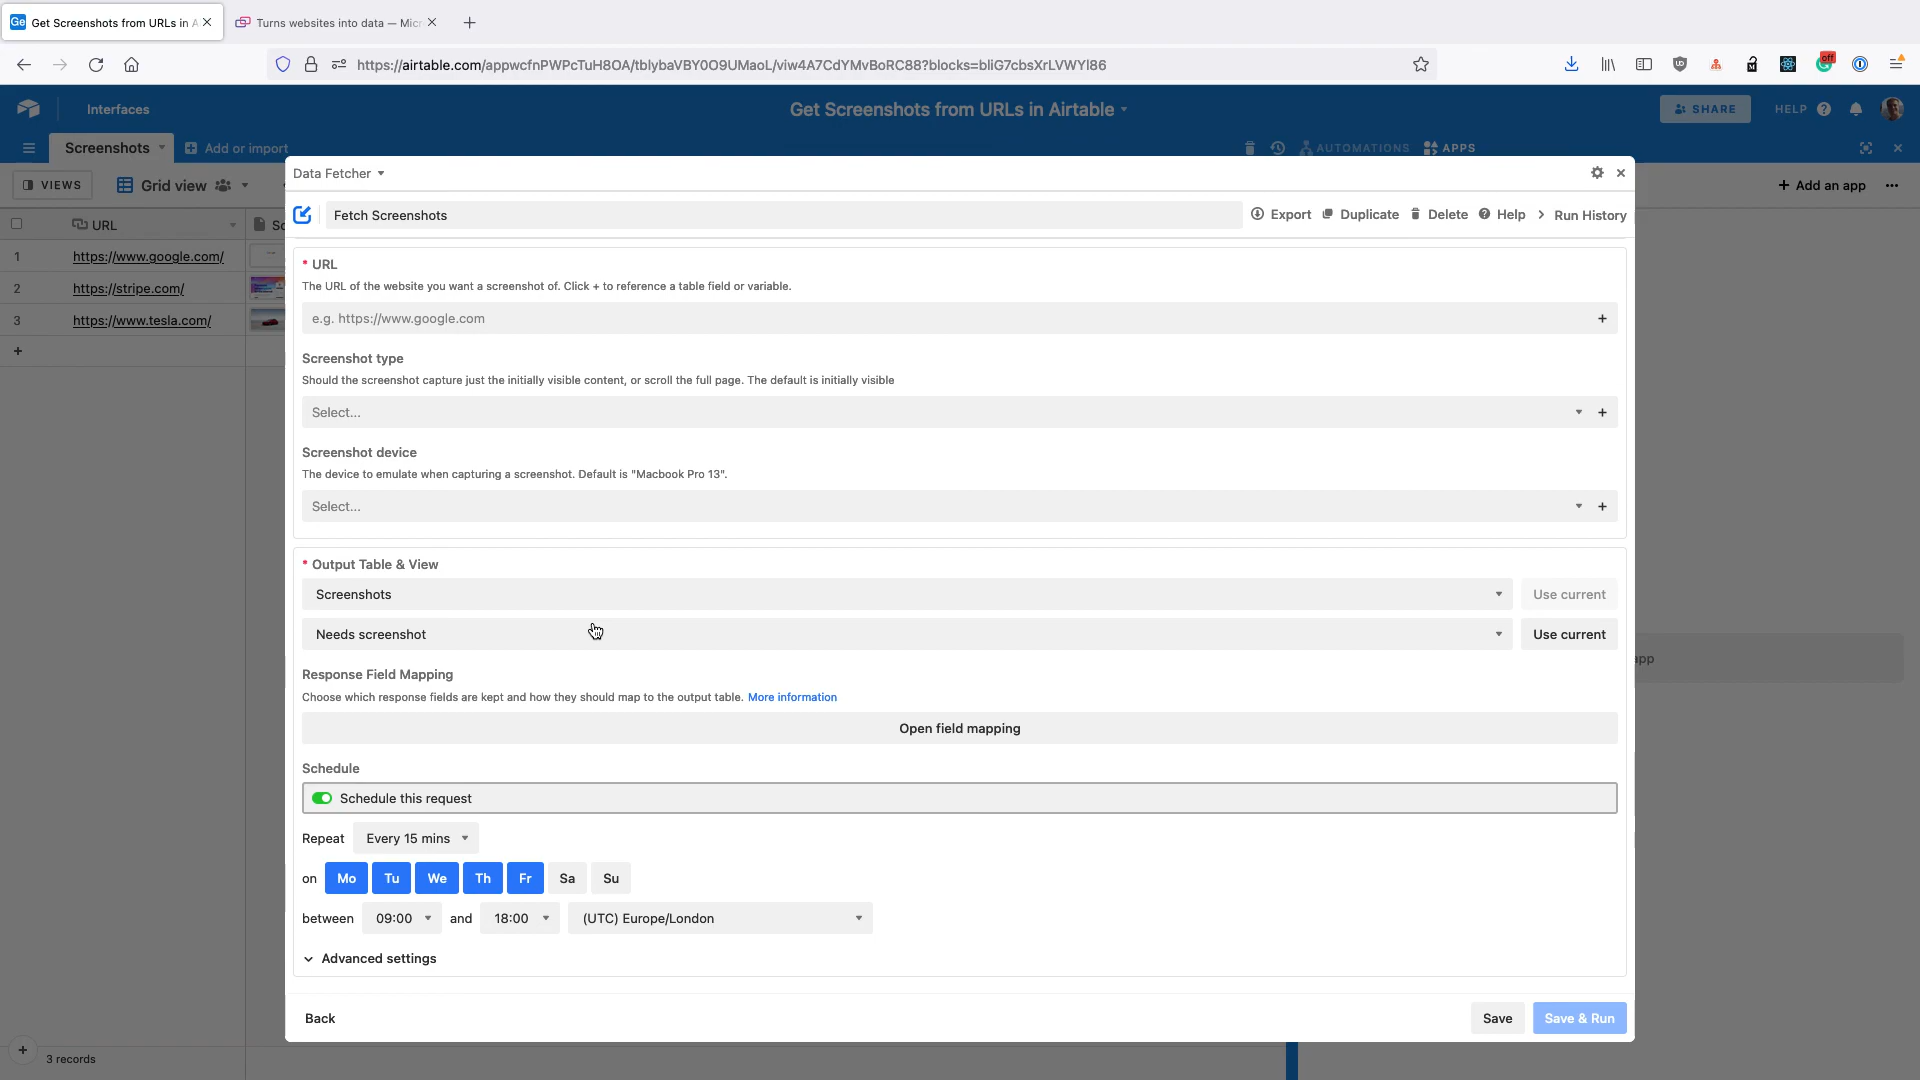 Get Screenshots from URLs in A
Turns websites into data — Micr
https://airtable.com/appwcfnPWPcTuH8OA/tblybaVBY0O9UMaoL/viw4A7CdYMvBoRC88?blocks=bliG7cbsXrLVWYl86
off
Interfaces
Get Screenshots from URLs in Airtable
SHARE
HELP
Screenshots
Add or import
AUTOMATIONS
APPS
VIEWS
Grid view
Add an app
Data Fetcher
Fetch Screenshots
Export
Duplicate
Delete
Help
Run History
URL
Sc
1 https://www.google.com/
2 https://stripe.com/
3 https://www.tesla.com/
* URL
The URL of the website you want a screenshot of. Click + to reference a table field or variable.
e.g. https://www.google.com
Screenshot type
Should the screenshot capture just the initially visible content, or scroll the full page. The default is initially visible
Select...
Screenshot device
The device to emulate when capturing a screenshot. Default is "Macbook Pro 13".
Select...
* Output Table & View
Screenshots
Use current
Needs screenshot
Use current
app
Response Field Mapping
Choose which response fields are kept and how they should map to the output table. More information
Open field mapping
Schedule
Schedule this request
Repeat Every 15 mins
on Mo Tu We Th Fr Sa Su
between 09:00 and 18:00 (UTC) Europe/London
Advanced settings
Back
Save
Save & Run
3 records